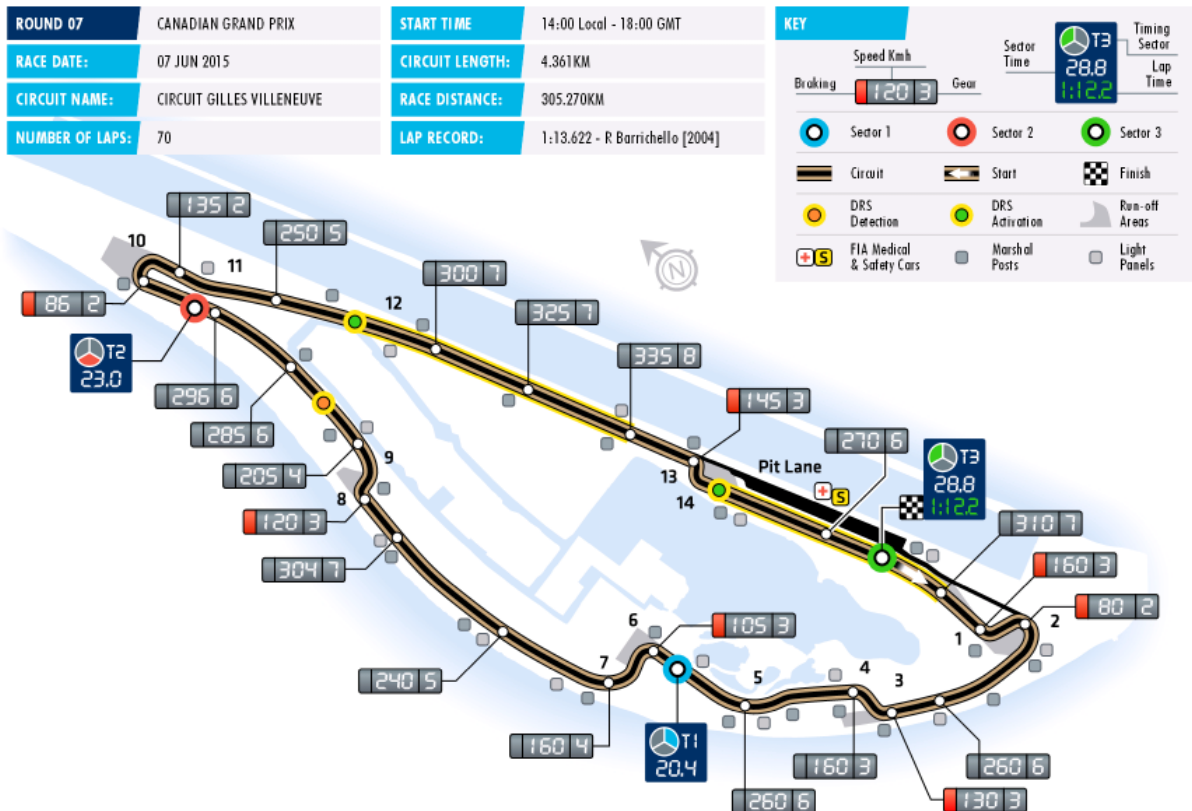 ROUND 07 CANADIAN GRAND PRIX
RACE DATE: 07 JUN 2015
CIRCUIT NAME: CIRCUIT GILLES VILLENEUVE
NUMBER OF LAPS: 70
START TIME 14:00 Local - 18:00 GMT
CIRCUIT LENGTH: 4.361KM
RACE DISTANCE: 305.270KM
LAP RECORD: 1:13.622 - R Barrichello [2004]
KEY
Speed Kmh
Braking 120 3 Gear
Sector Time
T3
28.8
1:12.2
Timing Sector
Lap Time
Sector 1
Sector 2
Sector 3
Circuit
Start
Finish
DRS Detection
DRS Activation
Run-off Areas
S
FIA Medical & Safety Cars
Marshal Posts
Light Panels
N
135 2
10
11
250 5
300 7
12
325 7
86 2
335 8
T2
23.0
296 6
285 6
145 3
270 6
205 4
9
13
Pit Lane
S
T3
28.8
1:12.2
8
14
120 3
310 7
304 7
160 3
80 2
1
2
6
105 3
7
5
4
3
240 5
160 4
T1
20.4
160 3
260 6
260 6
130 3